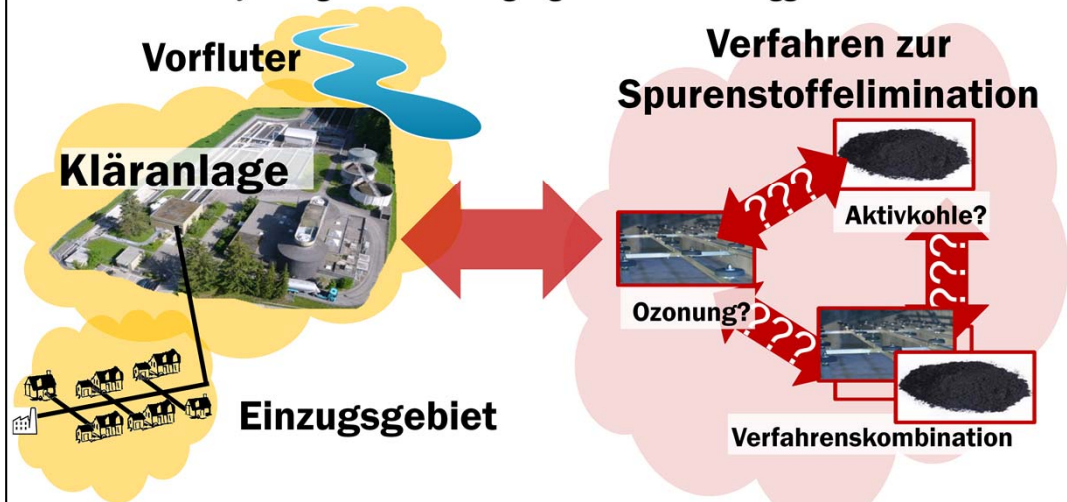 Vorfluter
Kläranlage
Einzugsgebiet
Verfahren zur
Spurenstoffelimination
Aktivkohle?
???
Ozonung?
???
???
Verfahrenskombination